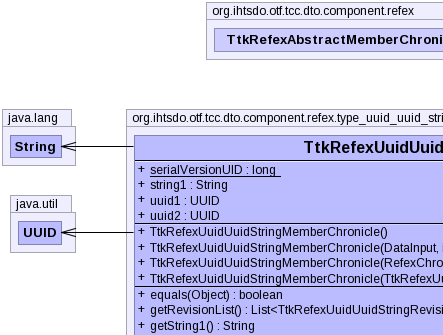 org.ihtsdo.otf.tcc.dto.component.refex
TtkRefexAbstractMemberChroni
java.lang
String
org.ihtsdo.otf.tcc.dto.component.refex.type_uuid_uuid_stri
TtkRefexUuidUuid
+ serialVersionUID : long
+ string1 : String
+ uuid1 : UUID
+ uuid2 : UUID
java.util
UUID
+ TtkRefexUuidUuidStringMemberChronicle()
+ TtkRefexUuidUuidStringMemberChronicle(DataInput, i
+ TtkRefexUuidUuidStringMemberChronicle(RefexChro
+ TtkRefexUuidUuidStringMemberChronicle(TtkRefexUu
+ equals(Object) : boolean
+ getRevisionList() : List<TtkRefexUuidUuidStringRevisi
+ getString1() : String